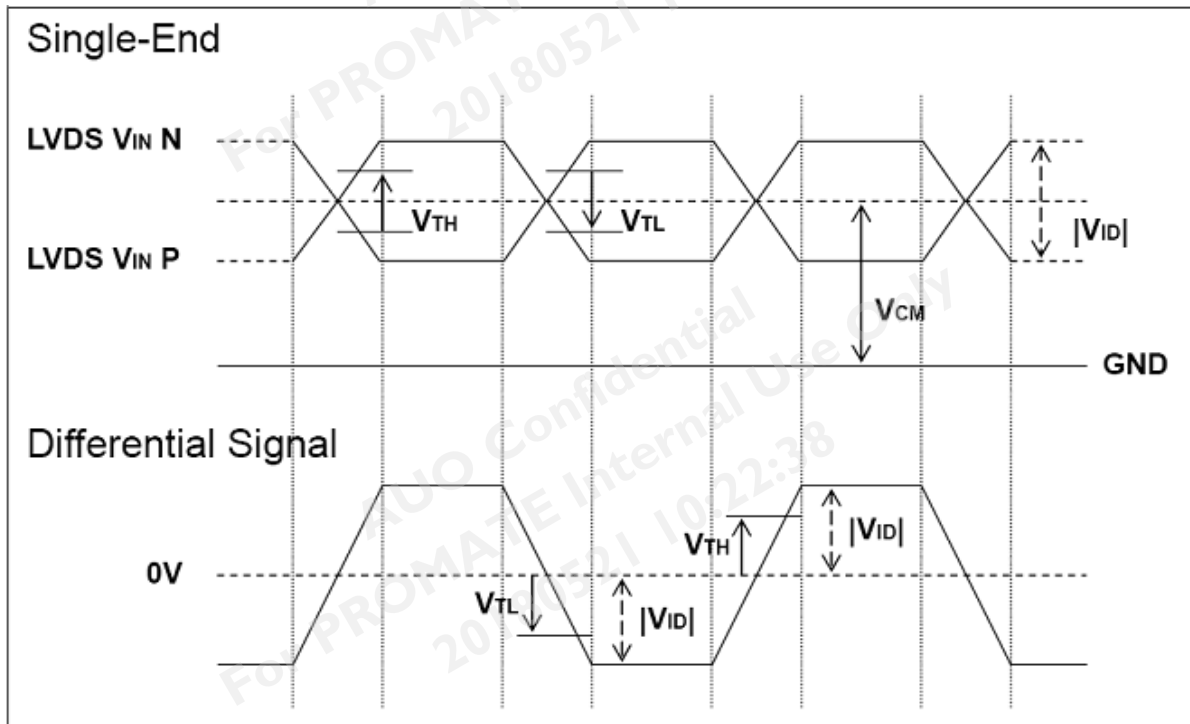 For PROMATE
20180521 1
Single-End
LVDS VIN N
VTH
VTL
|VID|
LVDS VIN P
VCM
GND
AUO Confidential
For PROMATE Internal Use Only
20180521 10:22:38
Differential Signal
|VID|
VTH
0V
VTL
|VID|